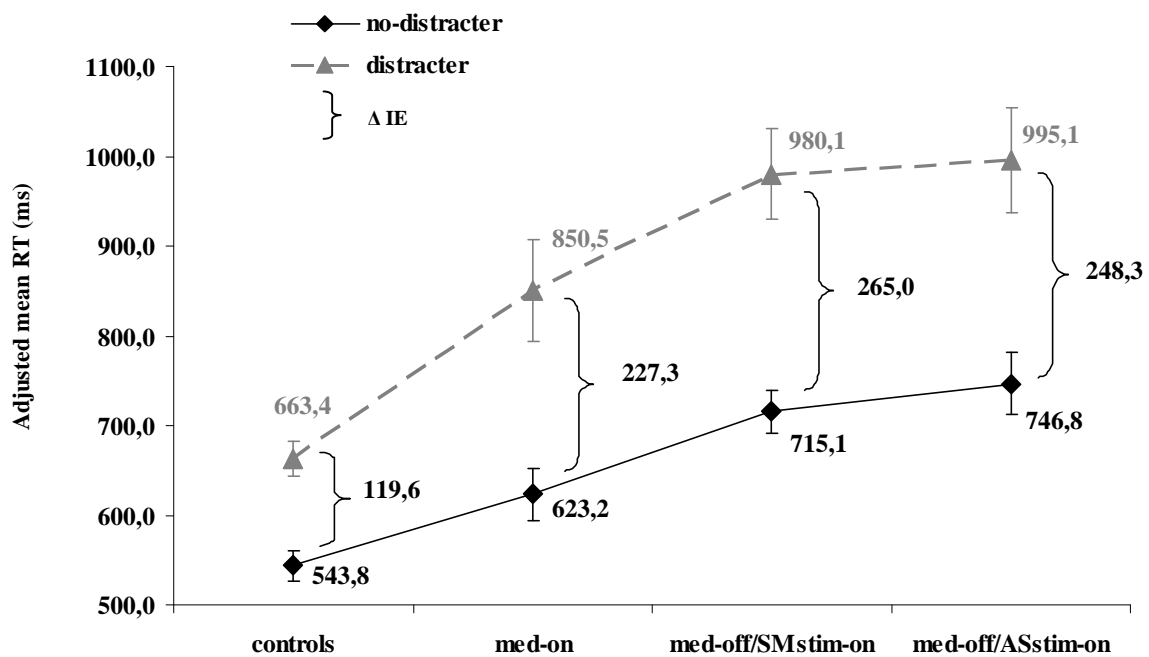 no-distracter
distracter
Δ IE
Adjusted mean RT (ms)
1100,0
1000,0
900,0
800,0
700,0
600,0
500,0
663,4
850,5
980,1
995,1
119,6
227,3
265,0
248,3
543,8
623,2
715,1
746,8
controls
med-on
med-off/SMstim-on
med-off/ASstim-on